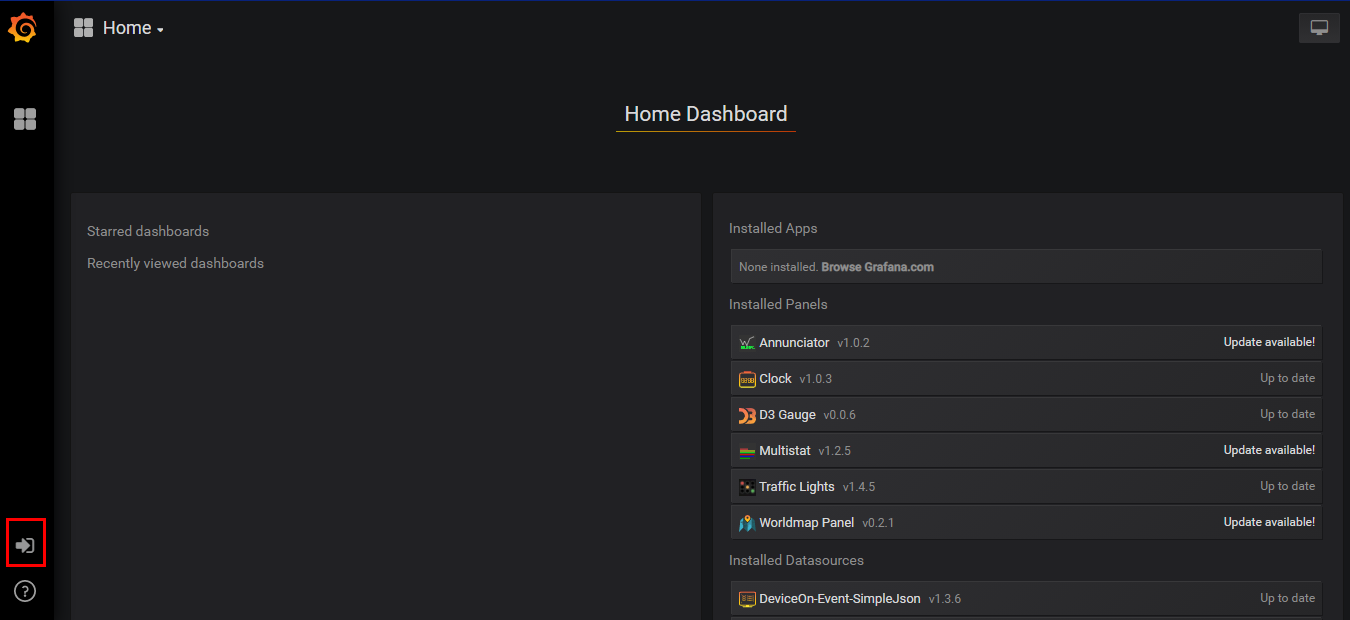 Home
Home Dashboard
Starred dashboards
Recently viewed dashboards
Installed Apps
None installed. Browse Grafana.com
Installed Panels
Annunciator v1.0.2 Update available!
Clock v1.0.3 Up to date
D3 Gauge v0.0.6 Up to date
Multistat v1.2.5 Update available!
Traffic Lights v1.4.5 Up to date
Worldmap Panel v0.2.1 Update available!
Installed Datasources
DeviceOn-Event-SimpleJson v1.3.6 Up to date
?